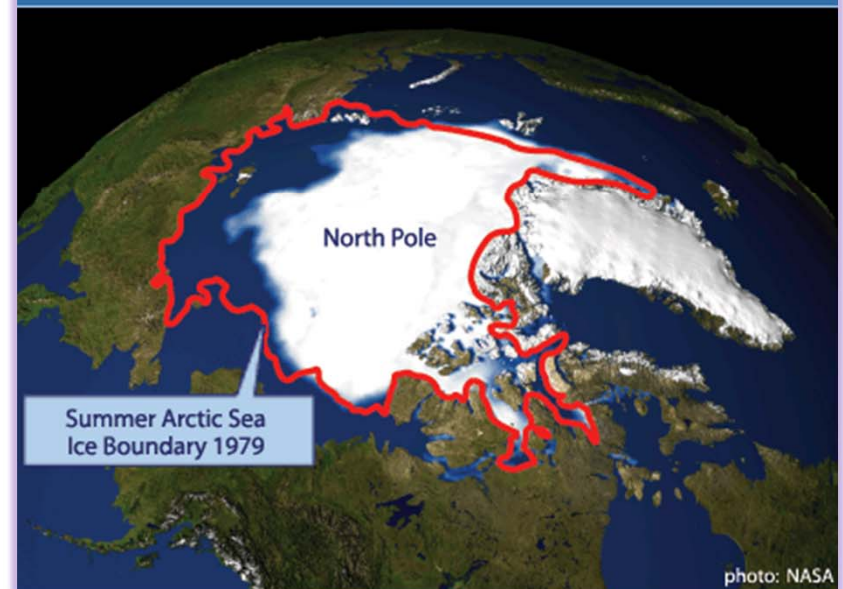 North Pole
Summer Arctic Sea
Ice Boundary 1979
photo: NASA